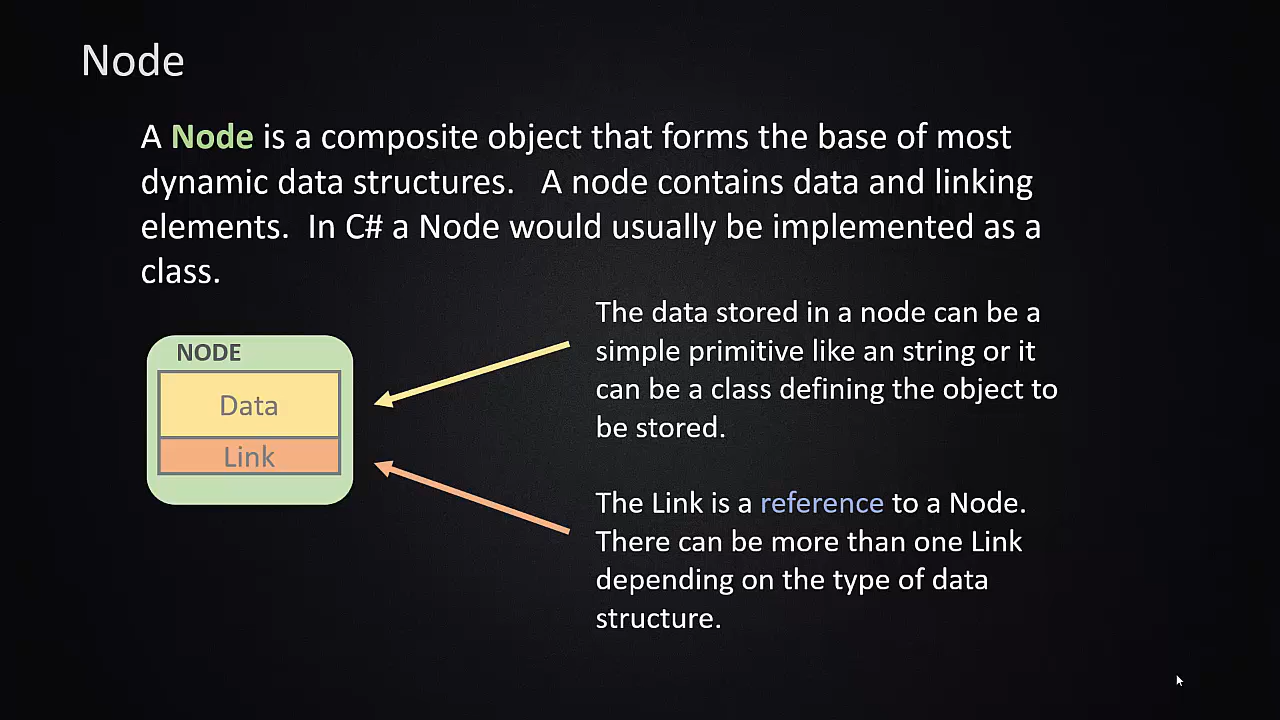 Node
A Node is a composite object that forms the base of most
dynamic data structures.   A node contains data and linking
elements.  In C# a Node would usually be implemented as a
class.
The data stored in a node can be a
simple primitive like an string or it
can be a class defining the object to
be stored.
NODE
Data
Link
The Link is a reference to a Node.
There can be more than one Link
depending on the type of data
structure.